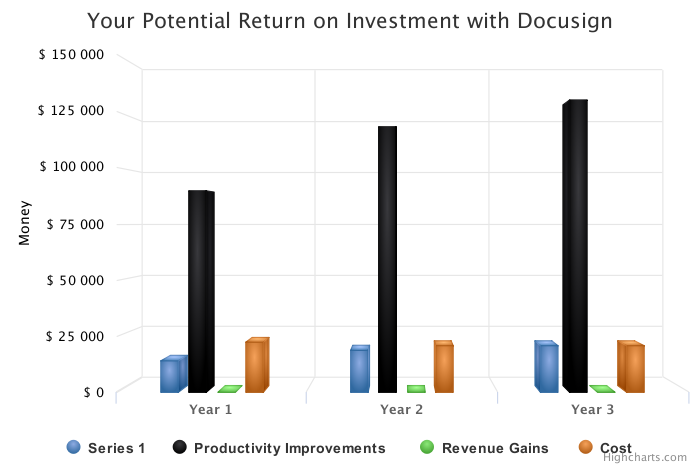 Your Potential Return on Investment with Docusign
$ 150 000
$ 125 000
$ 100 000
$ 75 000
$ 50 000
$ 25 000
$ 0
Money
Year 1
Year 2
Year 3
Series 1
Productivity Improvements
Revenue Gains
Cost
Highcharts.com